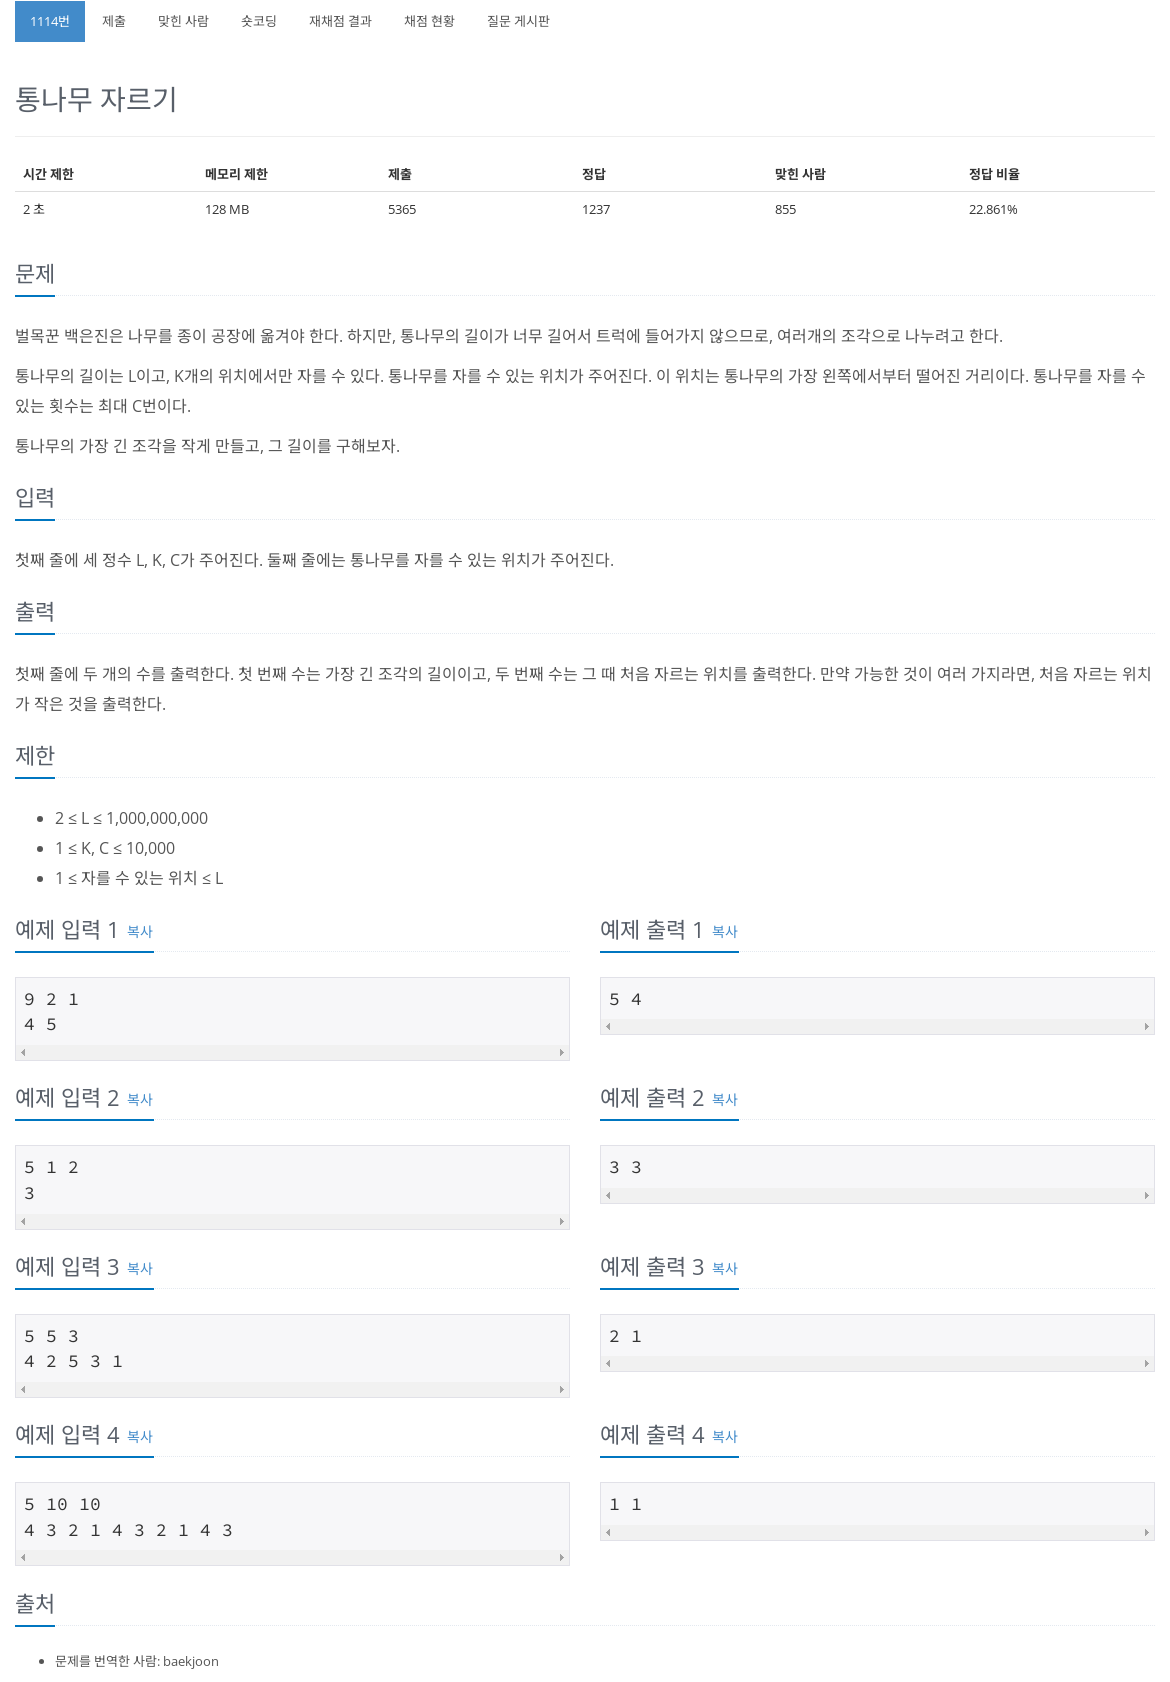 1114번 제출 맞힌 사람 숏코딩 재채점 결과 채점 현황 질문 게시판
통나무 자르기
시간 제한 메모리 제한 제출 정답 맞힌 사람 정답 비율
2 초 128 MB 5365 1237 855 22.861%
문제
벌목꾼 백은진은 나무를 종이 공장에 옮겨야 한다. 하지만, 통나무의 길이가 너무 길어서 트럭에 들어가지 않으므로, 여러개의 조각으로 나누려고 한다.
통나무의 길이는 L이고, K개의 위치에서만 자를 수 있다. 통나무를 자를 수 있는 위치가 주어진다. 이 위치는 통나무의 가장 왼쪽에서부터 떨어진 거리이다. 통나무를 자를 수
있는 횟수는 최대 C번이다.
통나무의 가장 긴 조각을 작게 만들고, 그 길이를 구해보자.
입력
첫째 줄에 세 정수 L, K, C가 주어진다. 둘째 줄에는 통나무를 자를 수 있는 위치가 주어진다.
출력
첫째 줄에 두 개의 수를 출력한다. 첫 번째 수는 가장 긴 조각의 길이이고, 두 번째 수는 그 때 처음 자르는 위치를 출력한다. 만약 가능한 것이 여러 가지라면, 처음 자르는 위치
가 작은 것을 출력한다.
제한
2 ≤ L ≤ 1,000,000,000
1 ≤ K, C ≤ 10,000
1 ≤ 자를 수 있는 위치 ≤ L
예제 입력 1 복사
9 2 1
4 5
예제 출력 1 복사
5 4
예제 입력 2 복사
5 1 2
3
예제 출력 2 복사
3 3
예제 입력 3 복사
5 5 3
4 2 5 3 1
예제 출력 3 복사
2 1
예제 입력 4 복사
5 10 10
4 3 2 1 4 3 2 1 4 3
예제 출력 4 복사
1 1
출처
문제를 번역한 사람: baekjoon